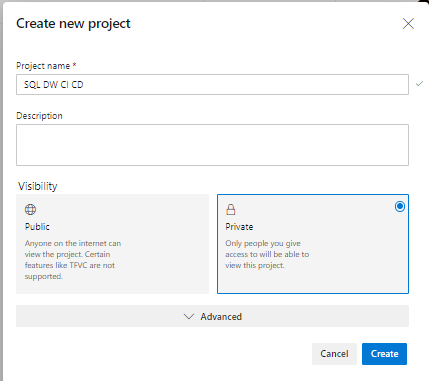 Create new project
Project name *
SQL DW CI CD
Description
Visibility
Public
Anyone on the internet can
view the project. Certain
features like TFVC are not
supported.
Private
Only people you give
access to will be able to
view this project.
Advanced
Cancel
Create